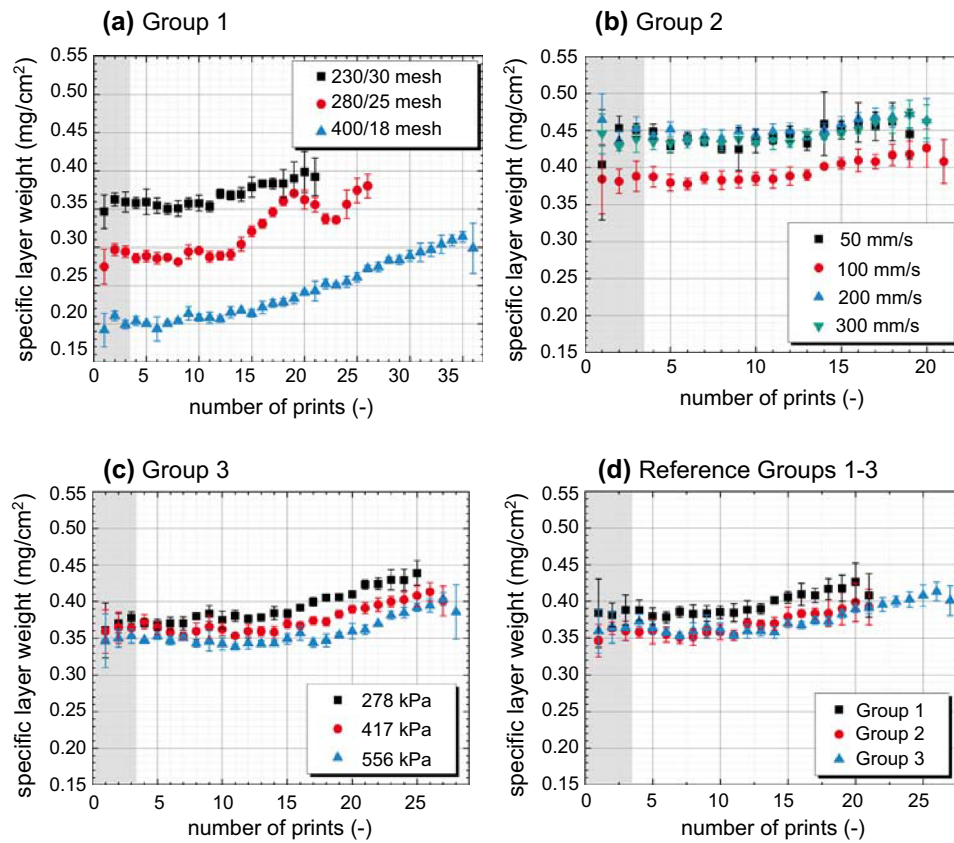 (a) Group 1
specific layer weight (mg/cm²)
0.55
0.50
0.45
0.40
0.35
0.30
0.25
0.20
0.15
230/30 mesh
280/25 mesh
400/18 mesh
0 5 10 15 20 25 30 35
number of prints (-)
(b) Group 2
specific layer weight (mg/cm²)
0.55
0.50
0.45
0.40
0.35
0.30
0.25
0.20
0.15
50 mm/s
100 mm/s
200 mm/s
300 mm/s
0 5 10 15 20
number of prints (-)
(c) Group 3
specific layer weight (mg/cm²)
0.55
0.50
0.45
0.40
0.35
0.30
0.25
0.20
0.15
278 kPa
417 kPa
556 kPa
0 5 10 15 20 25
number of prints (-)
(d) Reference Groups 1-3
specific layer weight (mg/cm²)
0.55
0.50
0.45
0.40
0.35
0.30
0.25
0.20
0.15
Group 1
Group 2
Group 3
0 5 10 15 20 25
number of prints (-)